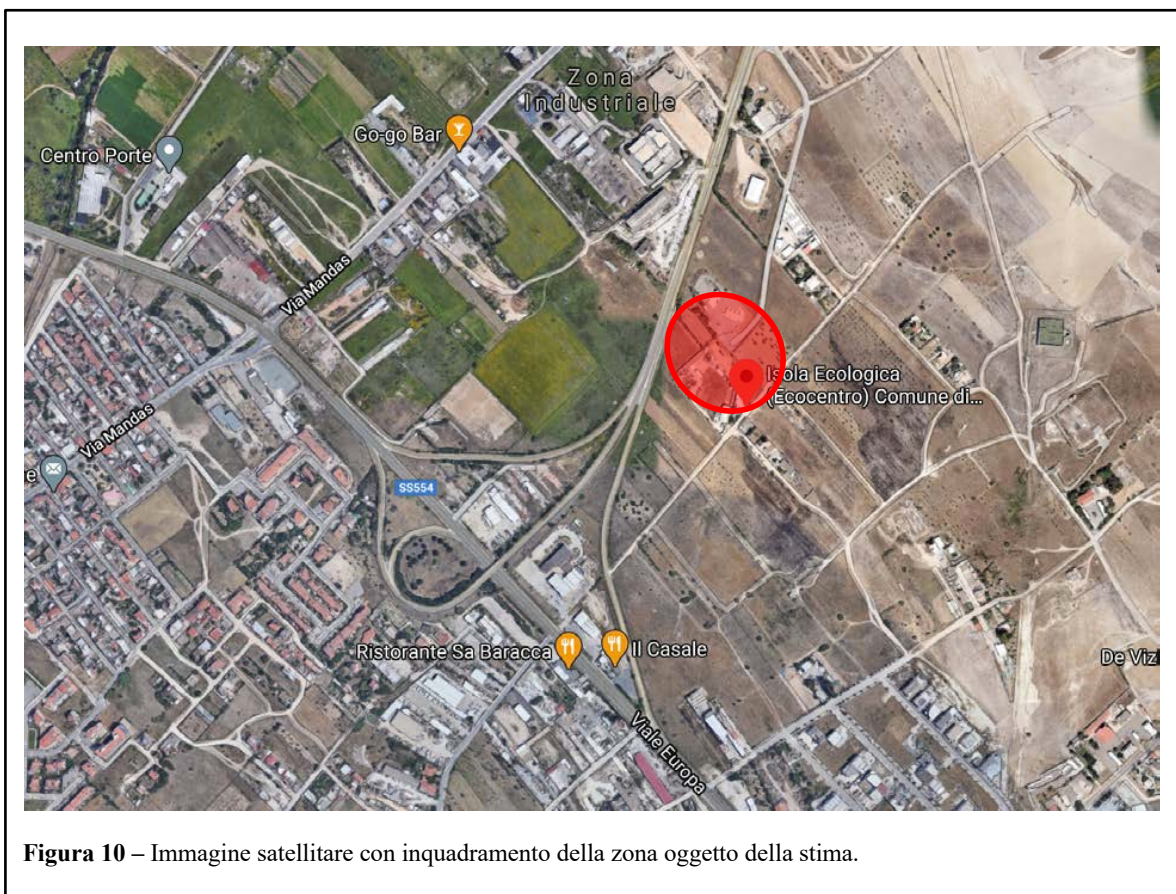 Zona
Industriale
Go-go Bar
Centro Porte
Via Mandas
Isola Ecologica
(Ecocentro) Comune di...
Via Mandas
e
SS554
Ristorante Sa Baracca
Il Casale
De Vizi
Viale Europa
Figura 10 – Immagine satellitare con inquadramento della zona oggetto della stima.